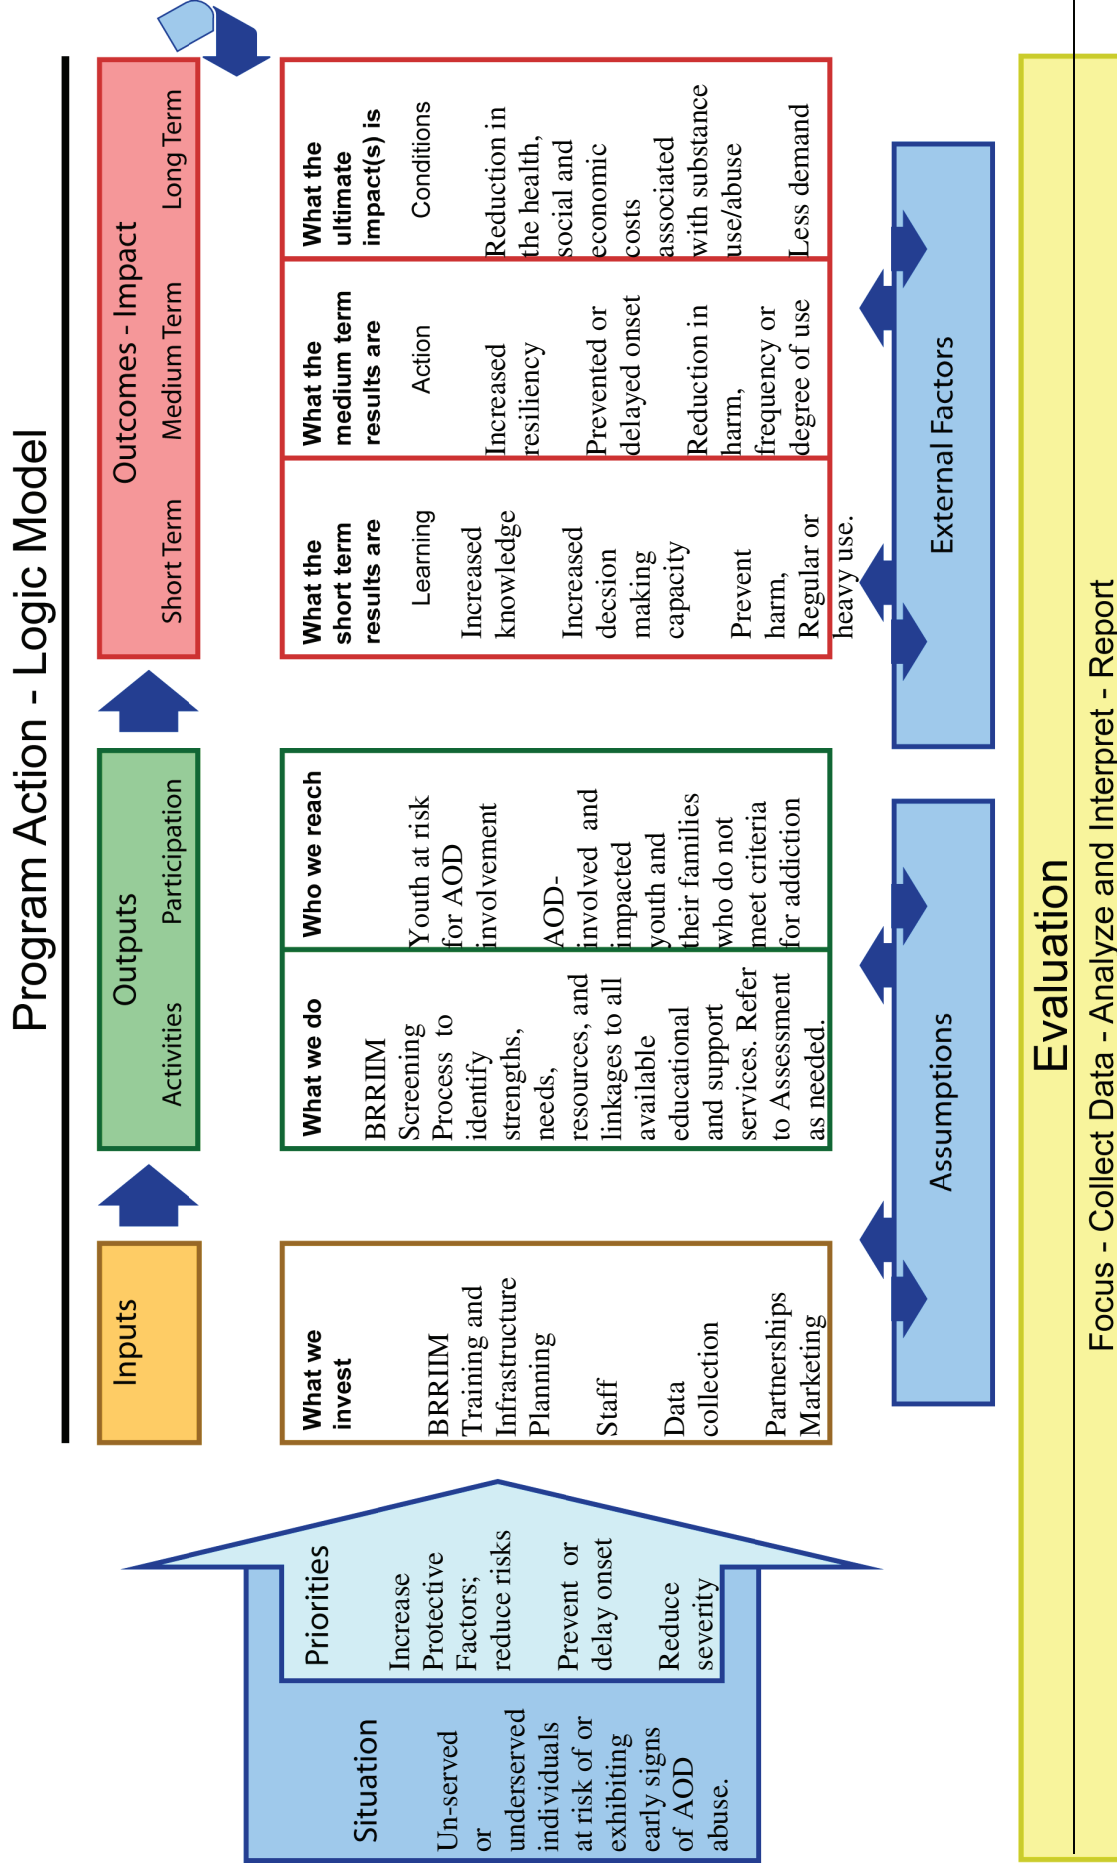 Program Action - Logic Model
Inputs
Outputs
Activities
Participation
Outcomes - Impact
Short Term
Medium Term
Long Term
Situation
Un-served
or
underserved
individuals
at risk of or
exhibiting
early signs
of AOD
abuse.
Priorities
Increase
Protective
Factors;
reduce risks
Prevent or
delay onset
Reduce
severity
What we
invest
BRRIIM
Training and
Infrastructure
Planning
Staff
Data
collection
Partnerships
Marketing
What we do
BRRIIM
Screening
Process to
identify
strengths,
needs,
resources, and
linkages to all
available
educational
and support
services. Refer
to Assessment
as needed.
Who we reach
Youth at risk
for AOD
involvement
AOD-
involved and
impacted
youth and
their families
who do not
meet criteria
for addiction
What the
short term
results are
Learning
Increased
knowledge
Increased
decsion
making
capacity
Prevent
harm,
Regular or
heavy use.
What the
medium term
results are
Action
Increased
resiliency
Prevented or
delayed onset
Reduction in
harm,
frequency or
degree of use
What the
ultimate
impact(s) is
Conditions
Reduction in
the health,
social and
economic
costs
associated
with substance
use/abuse
Less demand
Assumptions
External Factors
Evaluation
Focus - Collect Data - Analyze and Interpret - Report